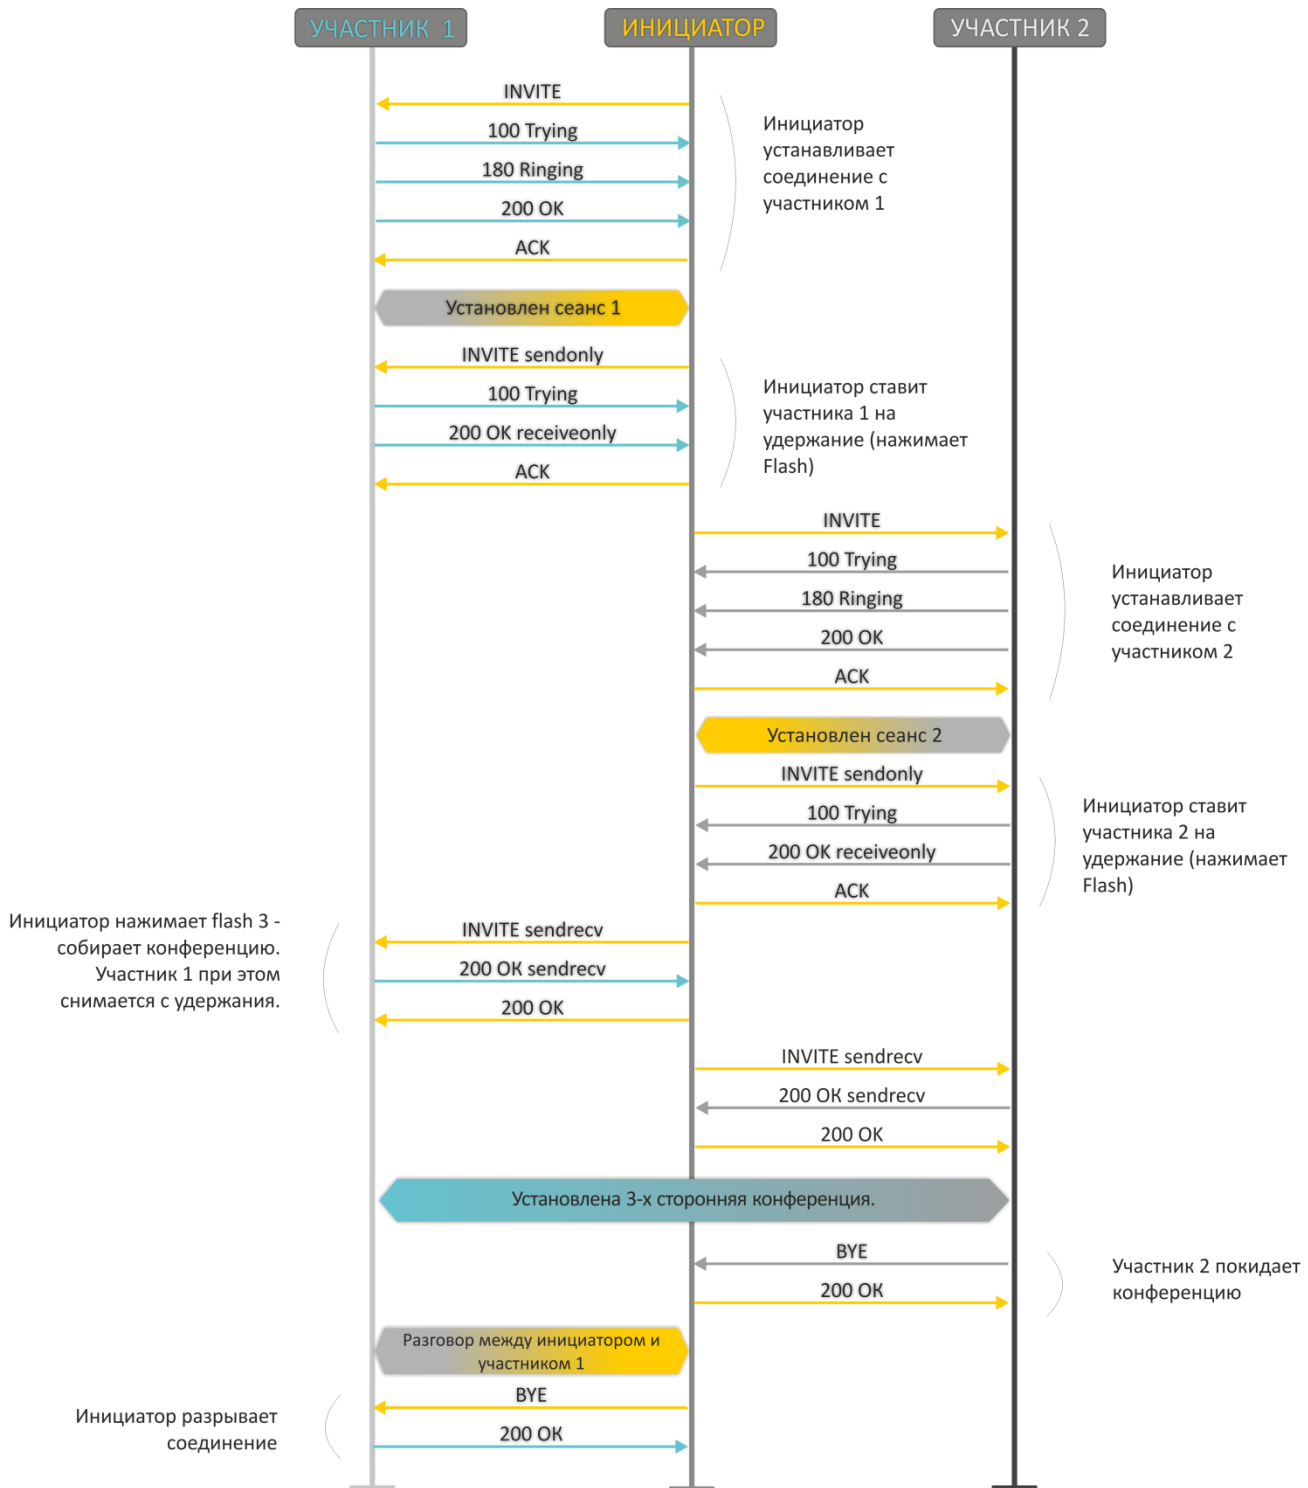 УЧАСТНИК 1
ИНИЦИАТОР
УЧАСТНИК 2
INVITE
100 Trying
180 Ringing
200 OK
ACK
Инициатор
устанавливает
соединение с
участником 1
Установлен сеанс 1
INVITE sendonly
100 Trying
200 OK receiveonly
ACK
Инициатор ставит
участника 1 на
удержание (нажимает
Flash)
INVITE
100 Trying
180 Ringing
200 OK
ACK
Инициатор
устанавливает
соединение с
участником 2
Установлен сеанс 2
INVITE sendonly
100 Trying
200 OK receiveonly
ACK
Инициатор ставит
участника 2 на
удержание (нажимает
Flash)
Инициатор нажимает flash 3 -
собирает конференцию.
Участник 1 при этом
снимается с удержания.
INVITE sendrecv
200 OK sendrecv
200 OK
INVITE sendrecv
200 OK sendrecv
200 OK
Установлена 3-х сторонняя конференция.
BYE
200 OK
Участник 2 покидает
конференцию
Разговор между инициатором и
участником 1
BYE
200 OK
Инициатор разрывает
соединение